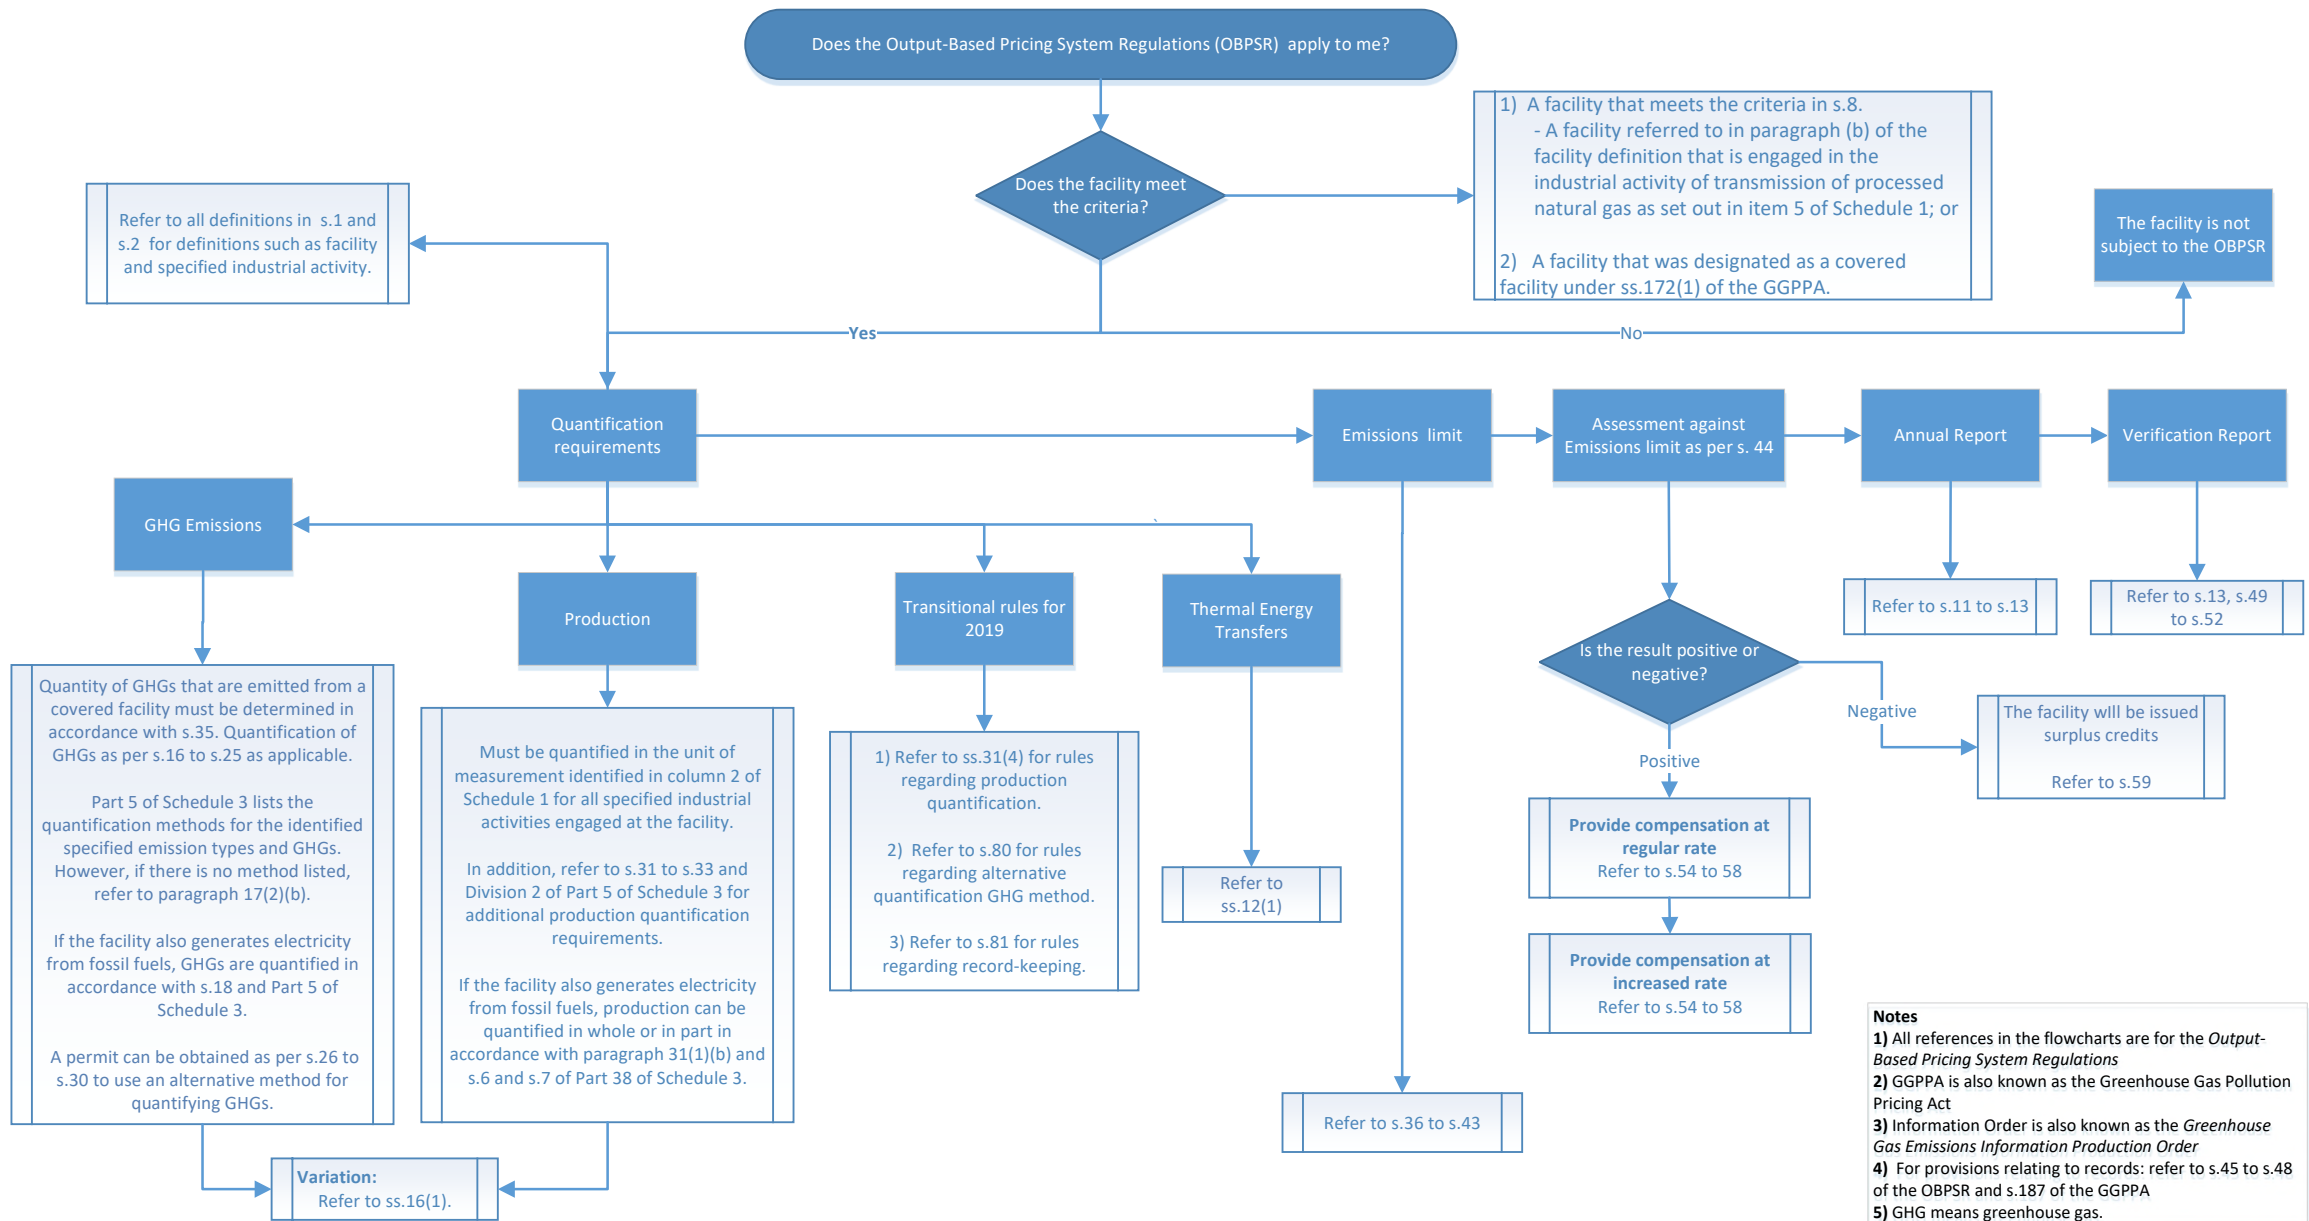 Does the Output-Based Pricing System Regulations (OBPSR) apply to me?
Does the facility meet
the criteria?
1) A facility that meets the criteria in s.8.
- A facility referred to in paragraph (b) of the
facility definition that is engaged in the
industrial activity of transmission of processed
natural gas as set out in item 5 of Schedule 1; or
2) A facility that was designated as a covered
facility under ss.172(1) of the GGPPA.
The facility is not
subject to the OBPSR
Refer to all definitions in s.1 and
s.2 for definitions such as facility
and specified industrial activity.
Yes
No
Quantification
requirements
Emissions limit
Assessment against
Emissions limit as per s. 44
Annual Report
Verification Report
GHG Emissions
Production
Transitional rules for
2019
Thermal Energy
Transfers
`
Refer to s.11 to s.13
Refer to s.13, s.49
to s.52
Is the result positive or
negative?
Negative
Positive
The facility wIll be issued
surplus credits
Refer to s.59
Quantity of GHGs that are emitted from a
covered facility must be determined in
accordance with s.35. Quantification of
GHGs as per s.16 to s.25 as applicable.
Part 5 of Schedule 3 lists the
quantification methods for the identified
specified emission types and GHGs.
However, if there is no method listed,
refer to paragraph 17(2)(b).
If the facility also generates electricity
from fossil fuels, GHGs are quantified in
accordance with s.18 and Part 5 of
Schedule 3.
A permit can be obtained as per s.26 to
s.30 to use an alternative method for
quantifying GHGs.
Must be quantified in the unit of
measurement identified in column 2 of
Schedule 1 for all specified industrial
activities engaged at the facility.
In addition, refer to s.31 to s.33 and
Division 2 of Part 5 of Schedule 3 for
additional production quantification
requirements.
If the facility also generates electricity
from fossil fuels, production can be
quantified in whole or in part in
accordance with paragraph 31(1)(b) and
s.6 and s.7 of Part 38 of Schedule 3.
1) Refer to ss.31(4) for rules
regarding production
quantification.
2) Refer to s.80 for rules
regarding alternative
quantification GHG method.
3) Refer to s.81 for rules
regarding record-keeping.
Refer to
ss.12(1)
Provide compensation at
regular rate
Refer to s.54 to 58
Provide compensation at
increased rate
Refer to s.54 to 58
Refer to s.36 to s.43
Variation:
Refer to ss.16(1).
Notes
1) All references in the flowcharts are for the Output-
Based Pricing System Regulations
2) GGPPA is also known as the Greenhouse Gas Pollution
Pricing Act
3) Information Order is also known as the Greenhouse
Gas Emissions Information Production Order
4) For provisions relating to records: refer to s.45 to s.48
of the OBPSR and s.187 of the GGPPA
5) GHG means greenhouse gas.